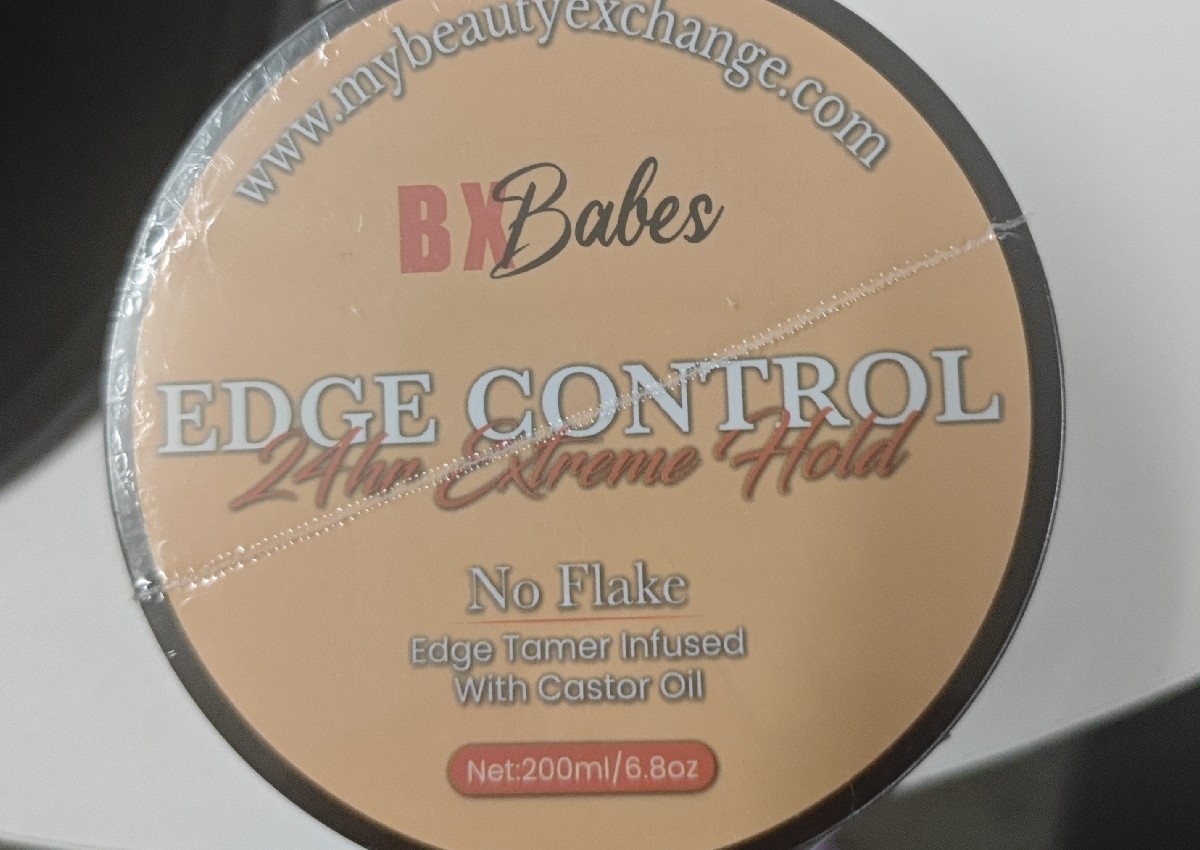 www.mybeautyexchange.com
BX Babes
EDGE CONTROL
24hr Extreme Hold
No Flake
Edge Tamer Infused
With Castor Oil
Net:200ml/6.8oz